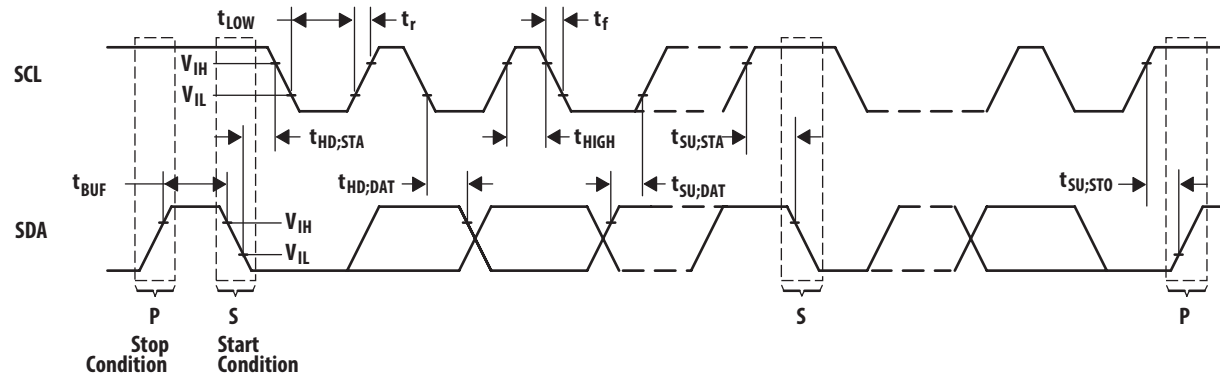 tLOW
tr
tf
SCL
VIH
VIL
tHD;STA
tHIGH
tSU;STA
tBUF
tHD;DAT
tSU;DAT
tSU;STO
SDA
VIH
VIL
P
S
S
P
Stop
Condition
Start
Condition